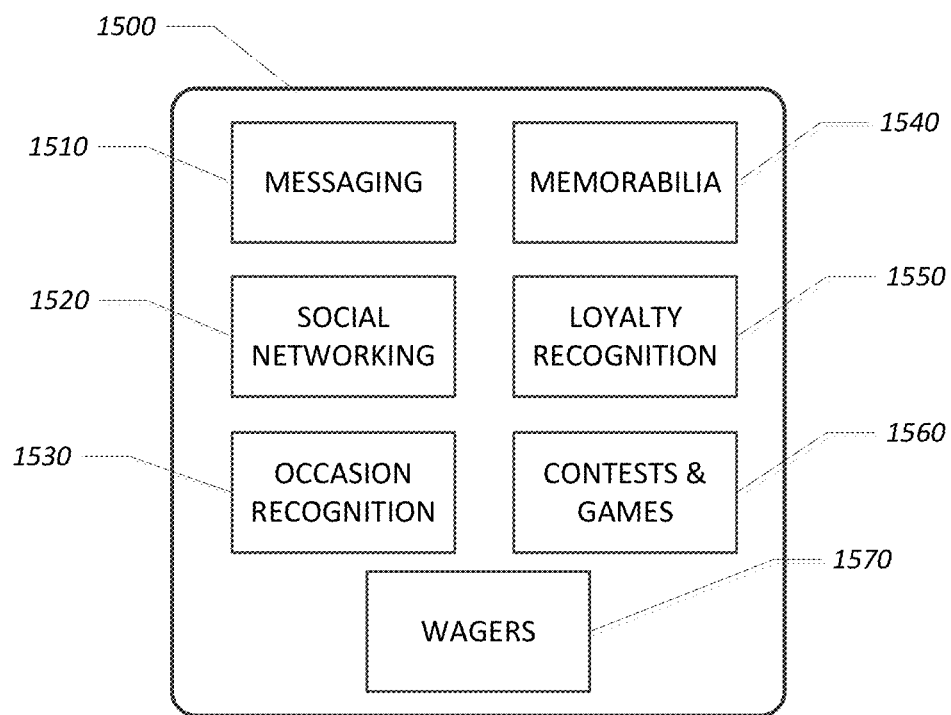 1500
1510
MESSAGING
MEMORABILIA
1540
1520
SOCIAL
NETWORKING
LOYALTY
RECOGNITION
1550
1530
OCCASION
RECOGNITION
CONTESTS &
GAMES
1560
WAGERS
1570